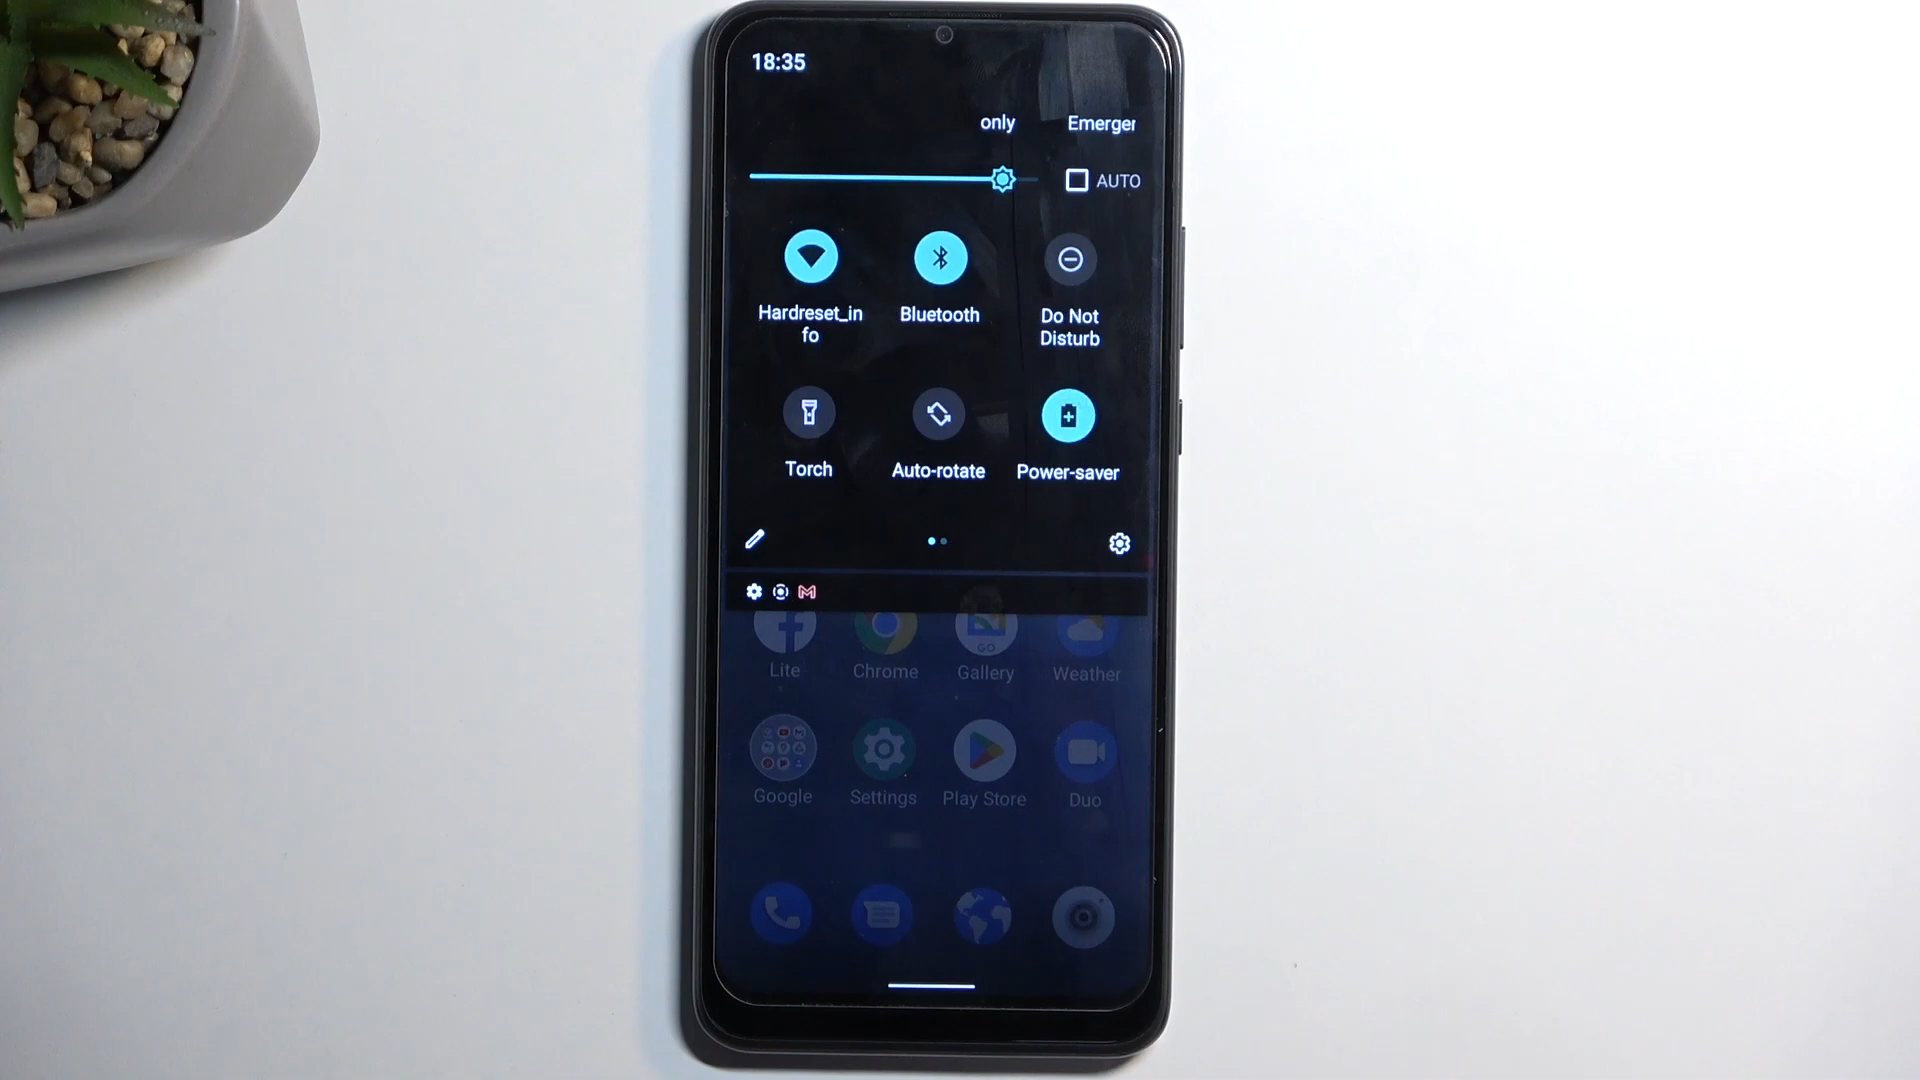 18:35
only Emerger
AUTO
Hardreset_in
fo
Bluetooth
Do Not
Disturb
Torch
Auto-rotate
Power-saver
Lite
Chrome
GO
Gallery
Weather
Google
Settings
Play Store
Duo